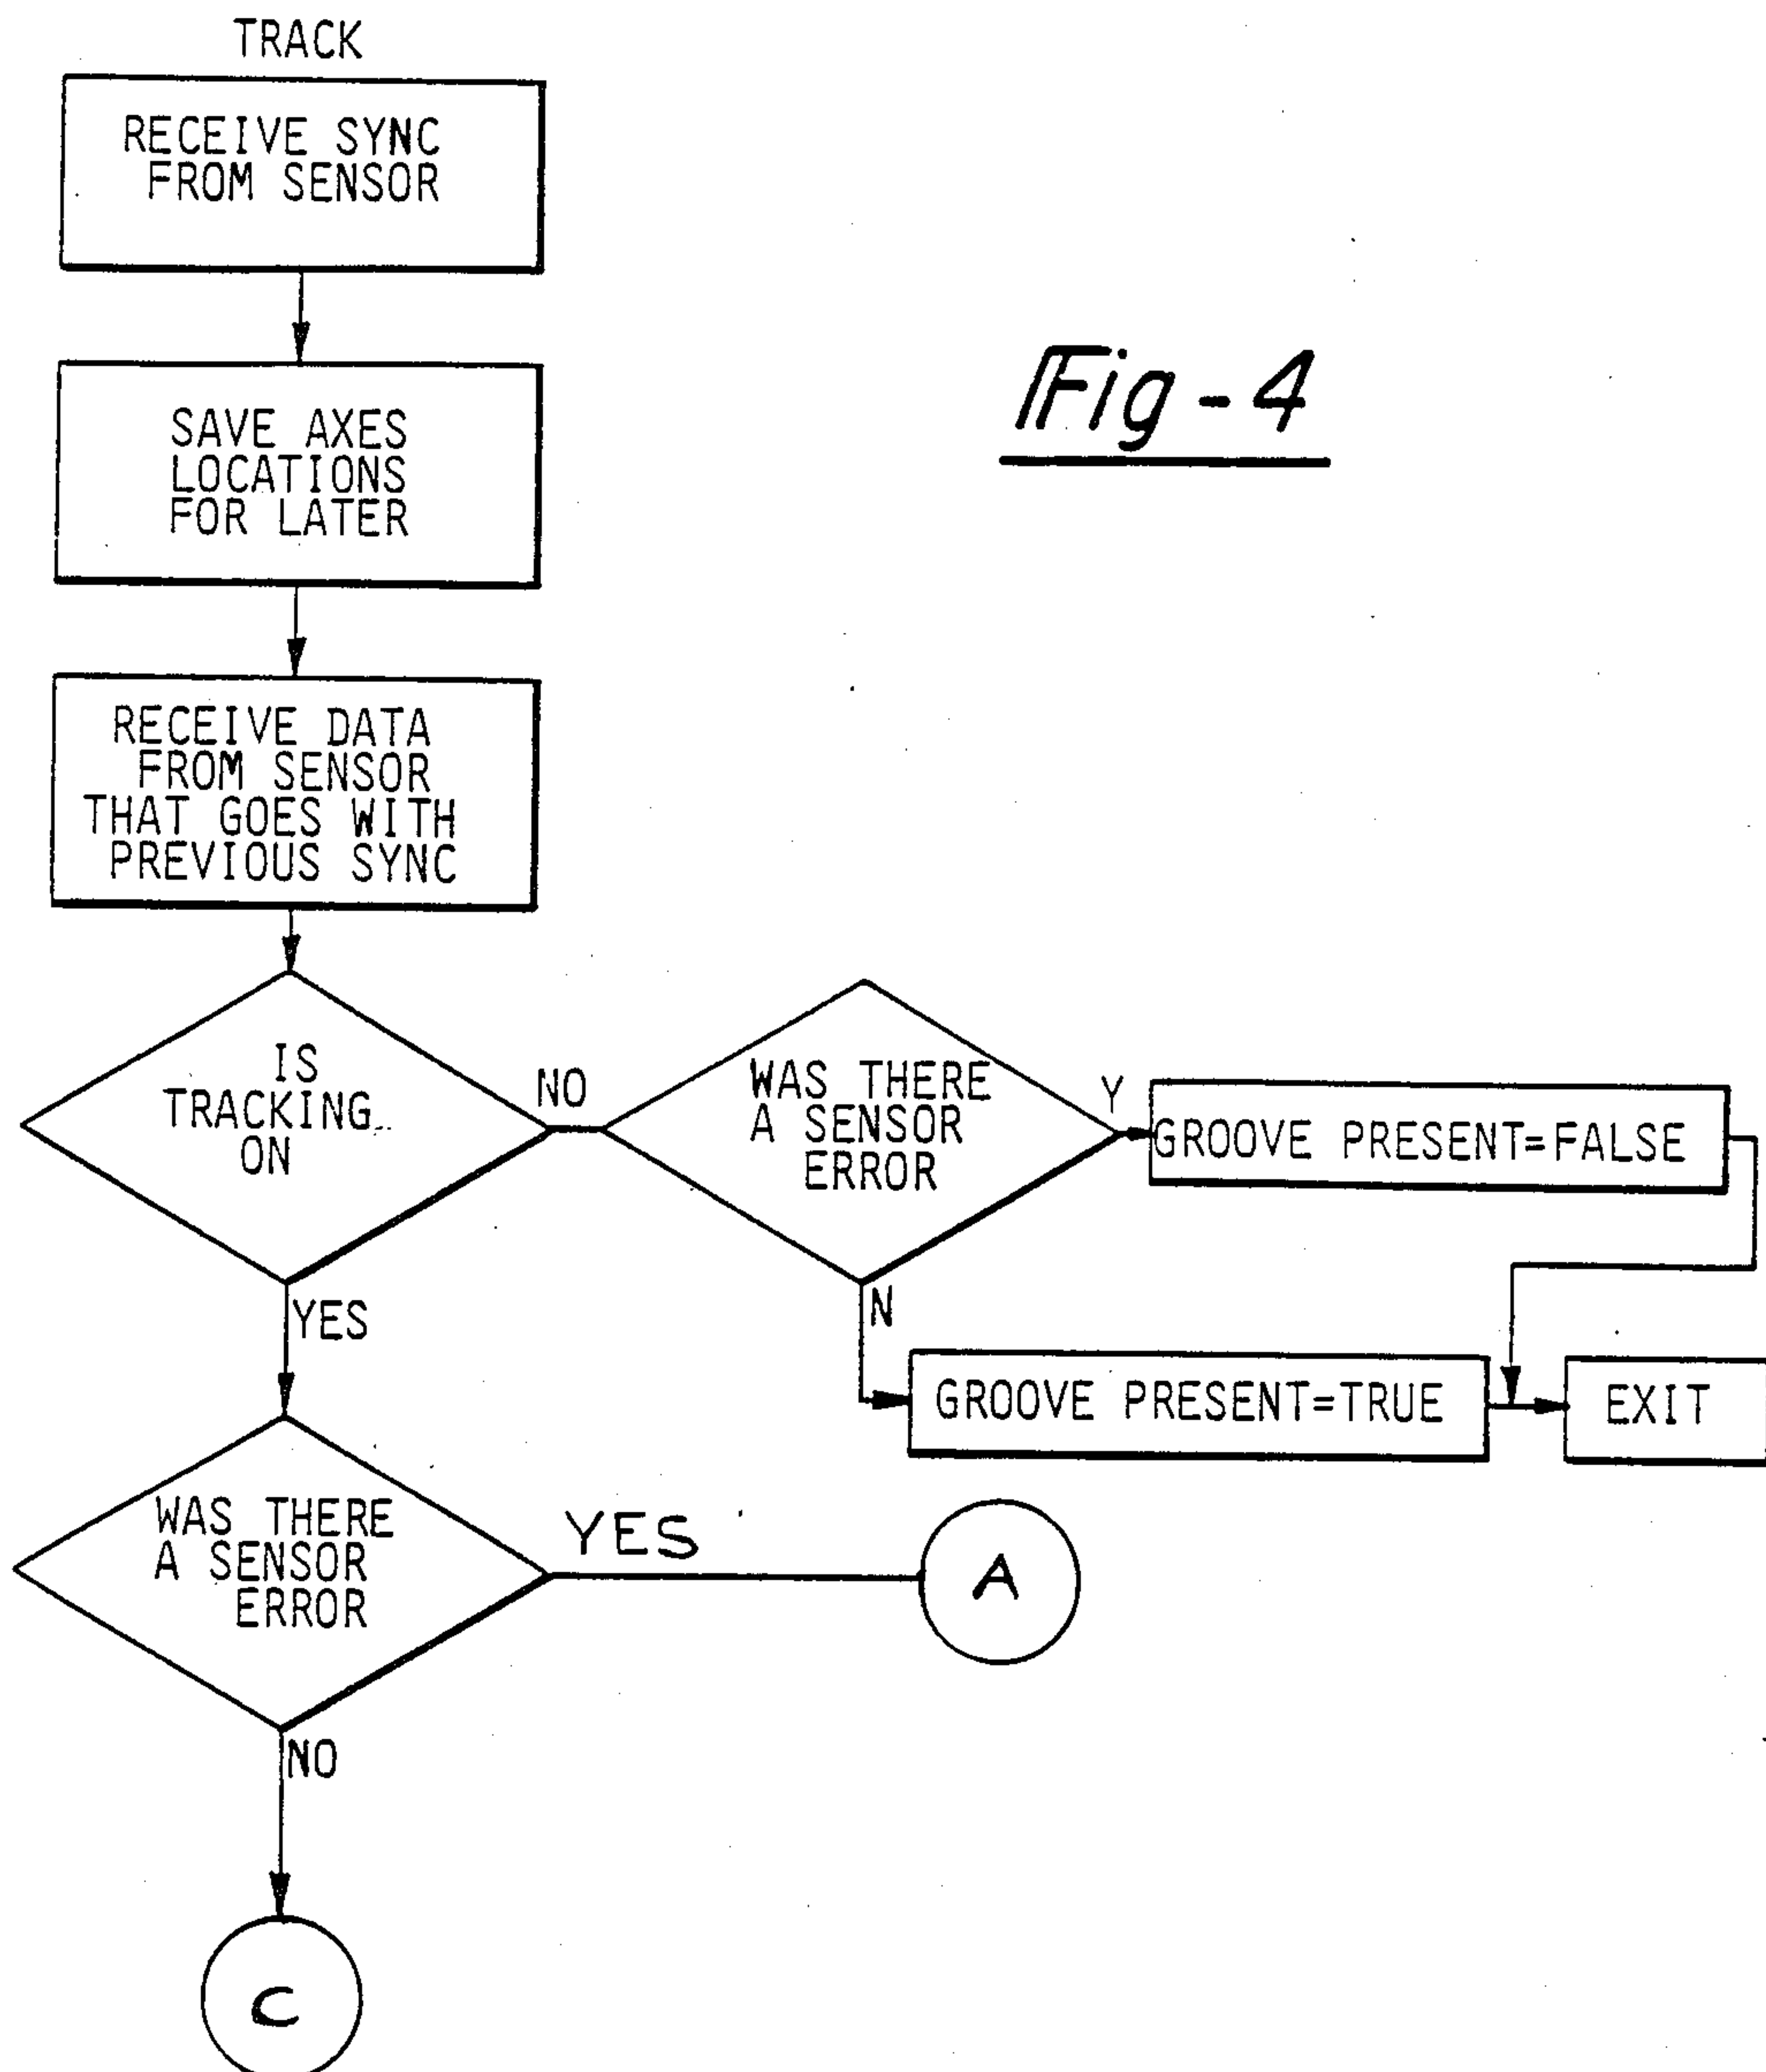 TRACK
RECEIVE SYNC
FROM SENSOR
Fig-4
SAVE AXES
LOCATIONS
FOR LATER
RECEIVE DATA
FROM SENSOR
THAT GOES WITH
PREVIOUS SYNC
IS
TRACKING
ON
NO
WAS THERE
A SENSOR
ERROR
Y
GROOVE PRESENT=FALSE
YES
N
GROOVE PRESENT=TRUE
EXIT
WAS THERE
A SENSOR
ERROR
YES
A
NO
C